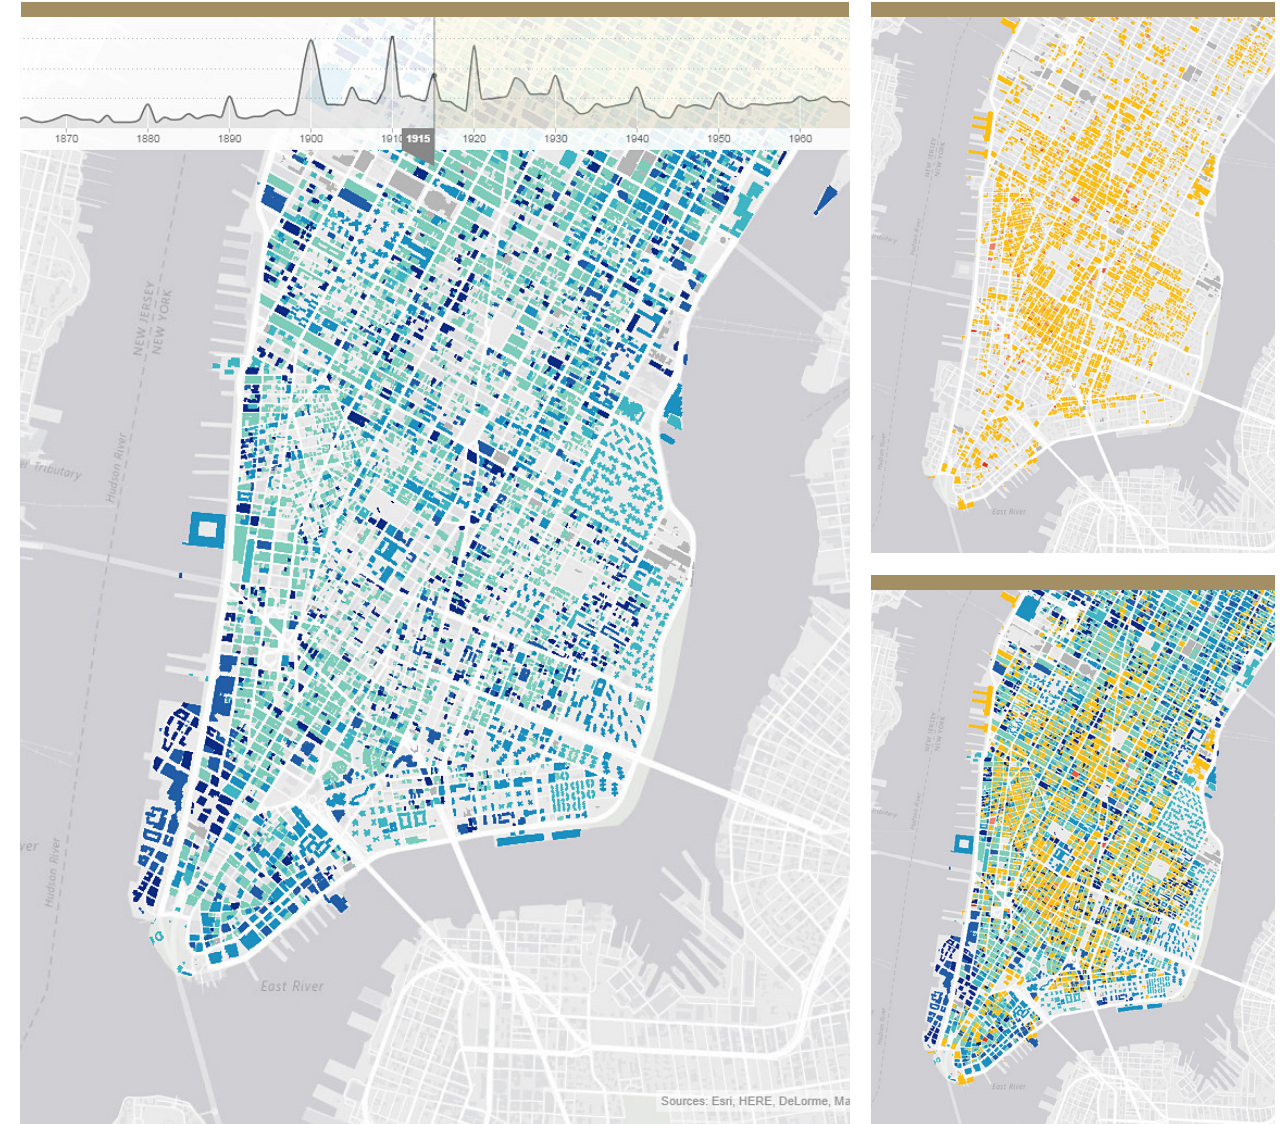 1870 1880 1890 1900 1910 1915 1920 1930 1940 1950 1960
NEW JERSEY
NEW YORK
Hudson River
Tributary
ver
Hudson River
East River
Sources: Esri, HERE, DeLorme, Ma
NEW JERSEY
NEW YORK
East River
NEW JERSEY
NEW YORK
East River